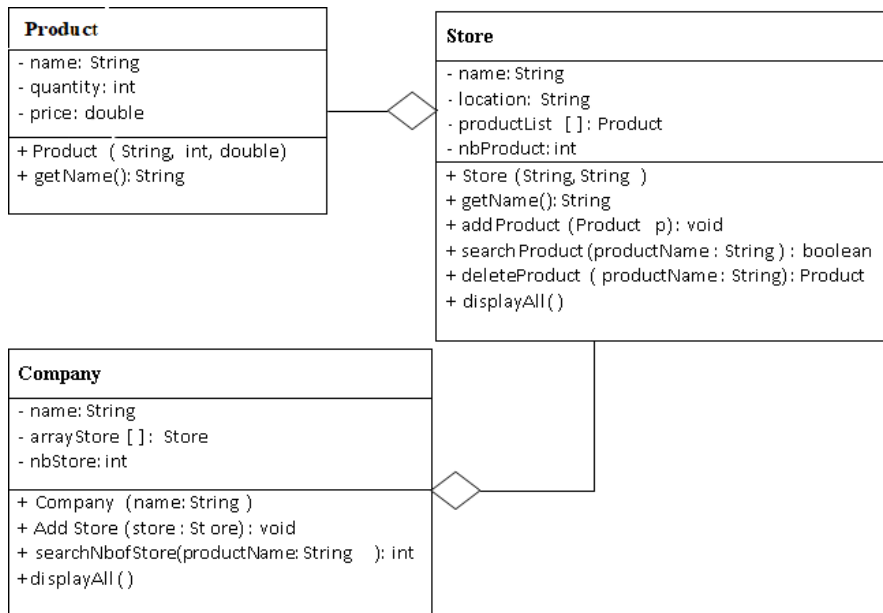 Product
- name: String
- quantity: int
- price: double
+ Product ( String, int, double)
+ getName(): String
Store
- name: String
- location: String
- productList [ ]: Product
- nbProduct: int
+ Store (String, String )
+ getName(): String
+ addProduct (Product p): void
+ searchProduct(productName: String) : boolean
+ deleteProduct ( productName: String): Product
+ displayAll()
Company
- name: String
- arrayStore [ ]: Store
- nbStore: int
+ Company (name: String )
+ Add Store (store: Store): void
+ searchNbofStore(productName: String ): int
+displayAll()